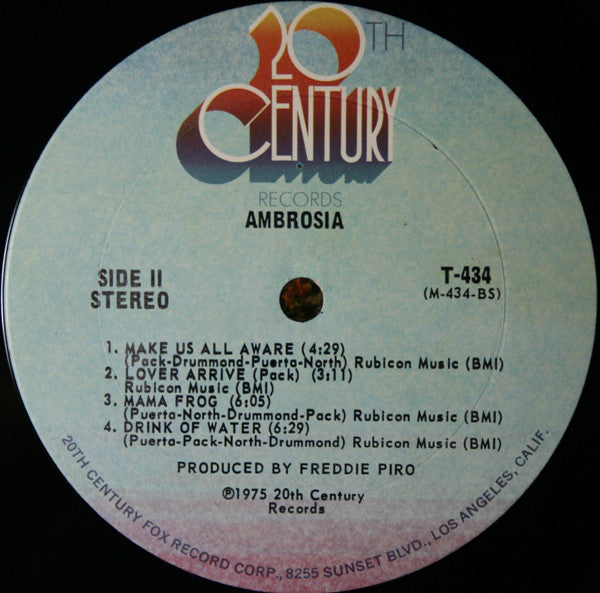 20TH
CENTURY
RECORDS
AMBROSIA
SIDE II
STEREO
T-434
(M-434-BS)
1. MAKE US ALL AWARE (4:29)
(Pack-Drummond-Puerta-North) Rubicon Music (BMI)
2. LOVER ARRIVE (Pack) (3:11)
Rubicon Music (BMI)
3. MAMA FROG (6:05)
(Puerta-North-Drummond-Pack) Rubicon Music (BMI)
4. DRINK OF WATER (6:29)
(Puerta-Pack-North-Drummond) Rubicon Music (BMI)
PRODUCED BY FREDDIE PIRO
℗1975 20th Century
Records
20TH CENTURY FOX RECORD CORP., 8255 SUNSET BLVD., LOS ANGELES, CALIF.